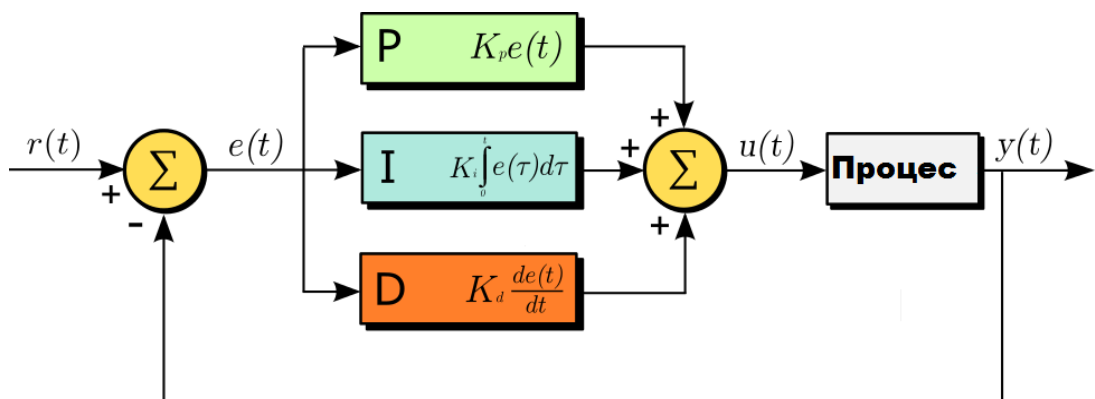 P K_p e(t)
r(t) + - Σ e(t)
I K_i ∫_0^t e(τ)dτ
D K_d de(t)/dt
+ + + Σ u(t)
Процес y(t)